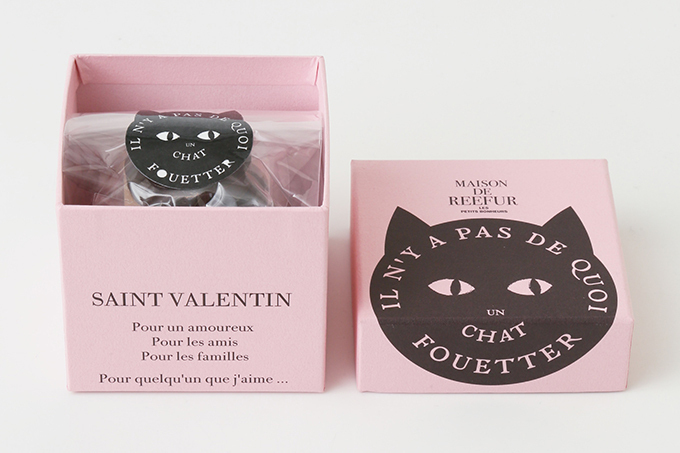 IL N'Y A PAS DE QUOI
UN
CHAT
FOUETTER
SAINT VALENTIN
Pour un amoureux
Pour les amis
Pour les familles
Pour quelqu'un que j'aime ...
MAISON
DE
REEFUR
LES
PETITS BONHEURS
IL N'Y A PAS DE QUOI
UN
CHAT
FOUETTER